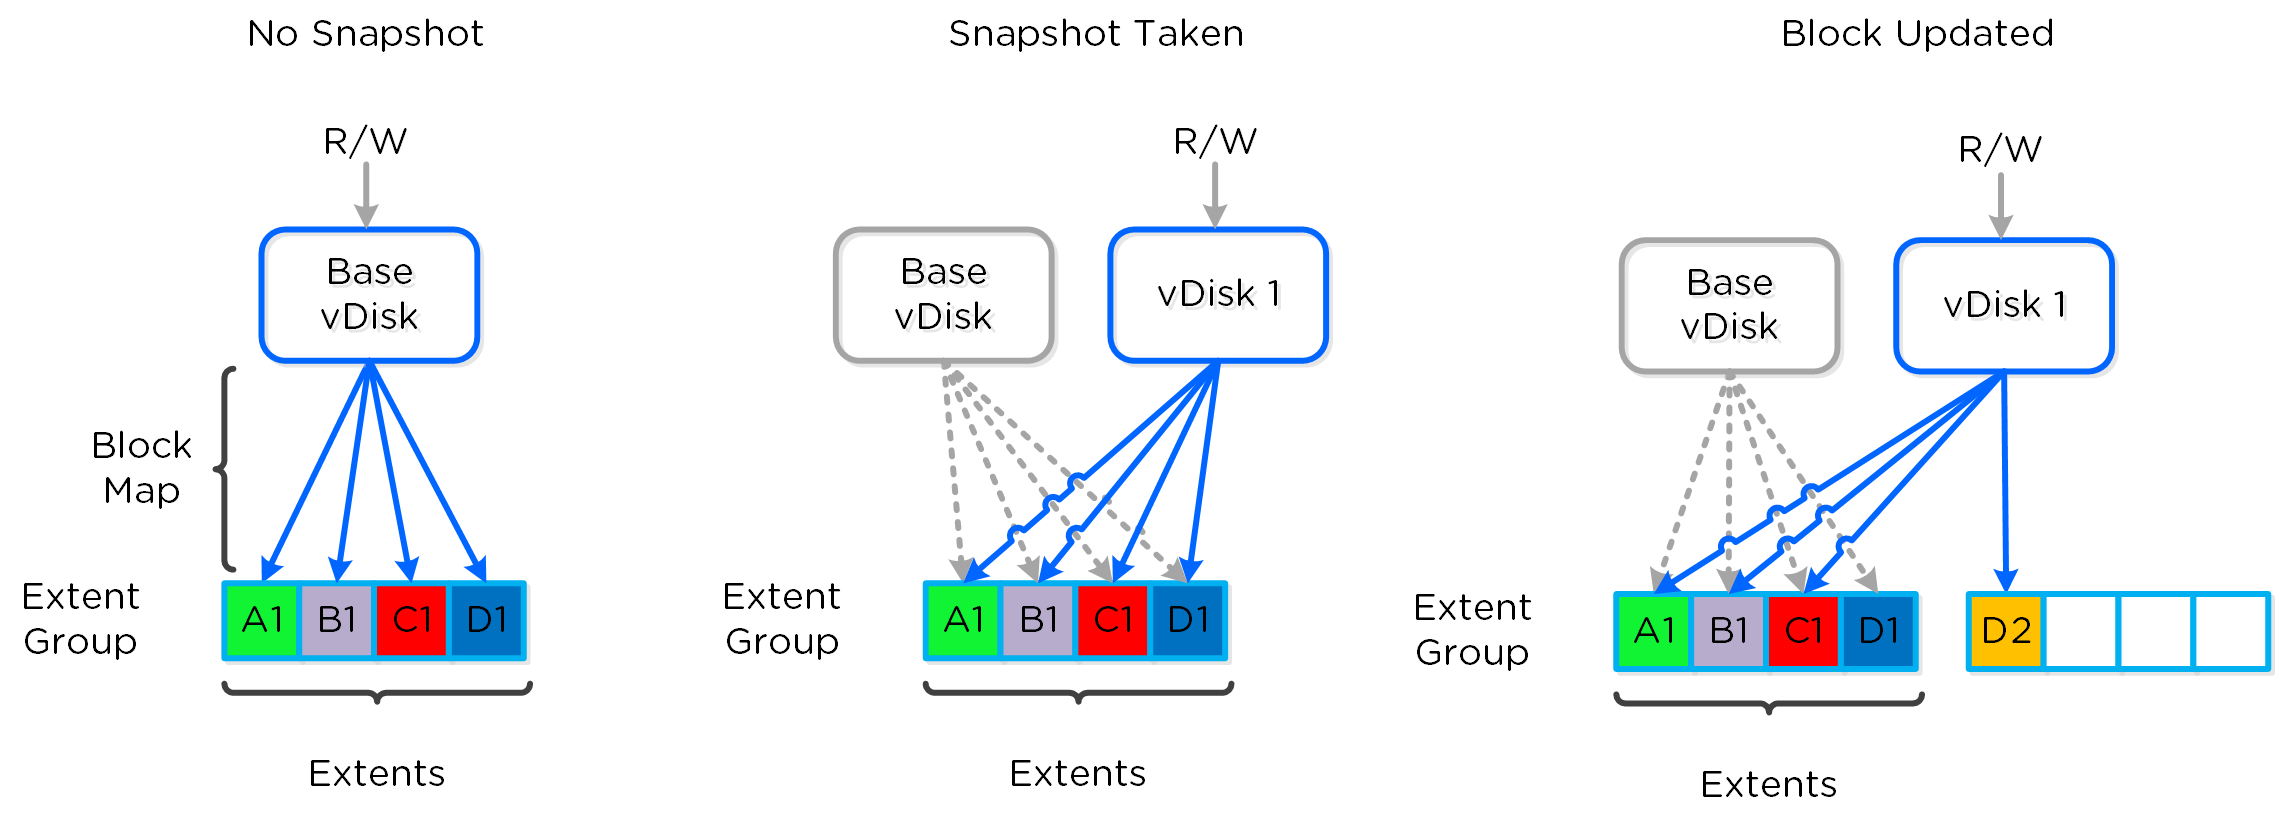 No Snapshot
R/W
Base
vDisk
Block
Map
Extent
Group
A1 B1 C1 D1
Extents
Snapshot Taken
R/W
Base
vDisk
vDisk 1
Extent
Group
A1 B1 C1 D1
Extents
Block Updated
R/W
Base
vDisk
vDisk 1
Extent
Group
A1 B1 C1 D1
D2
Extents